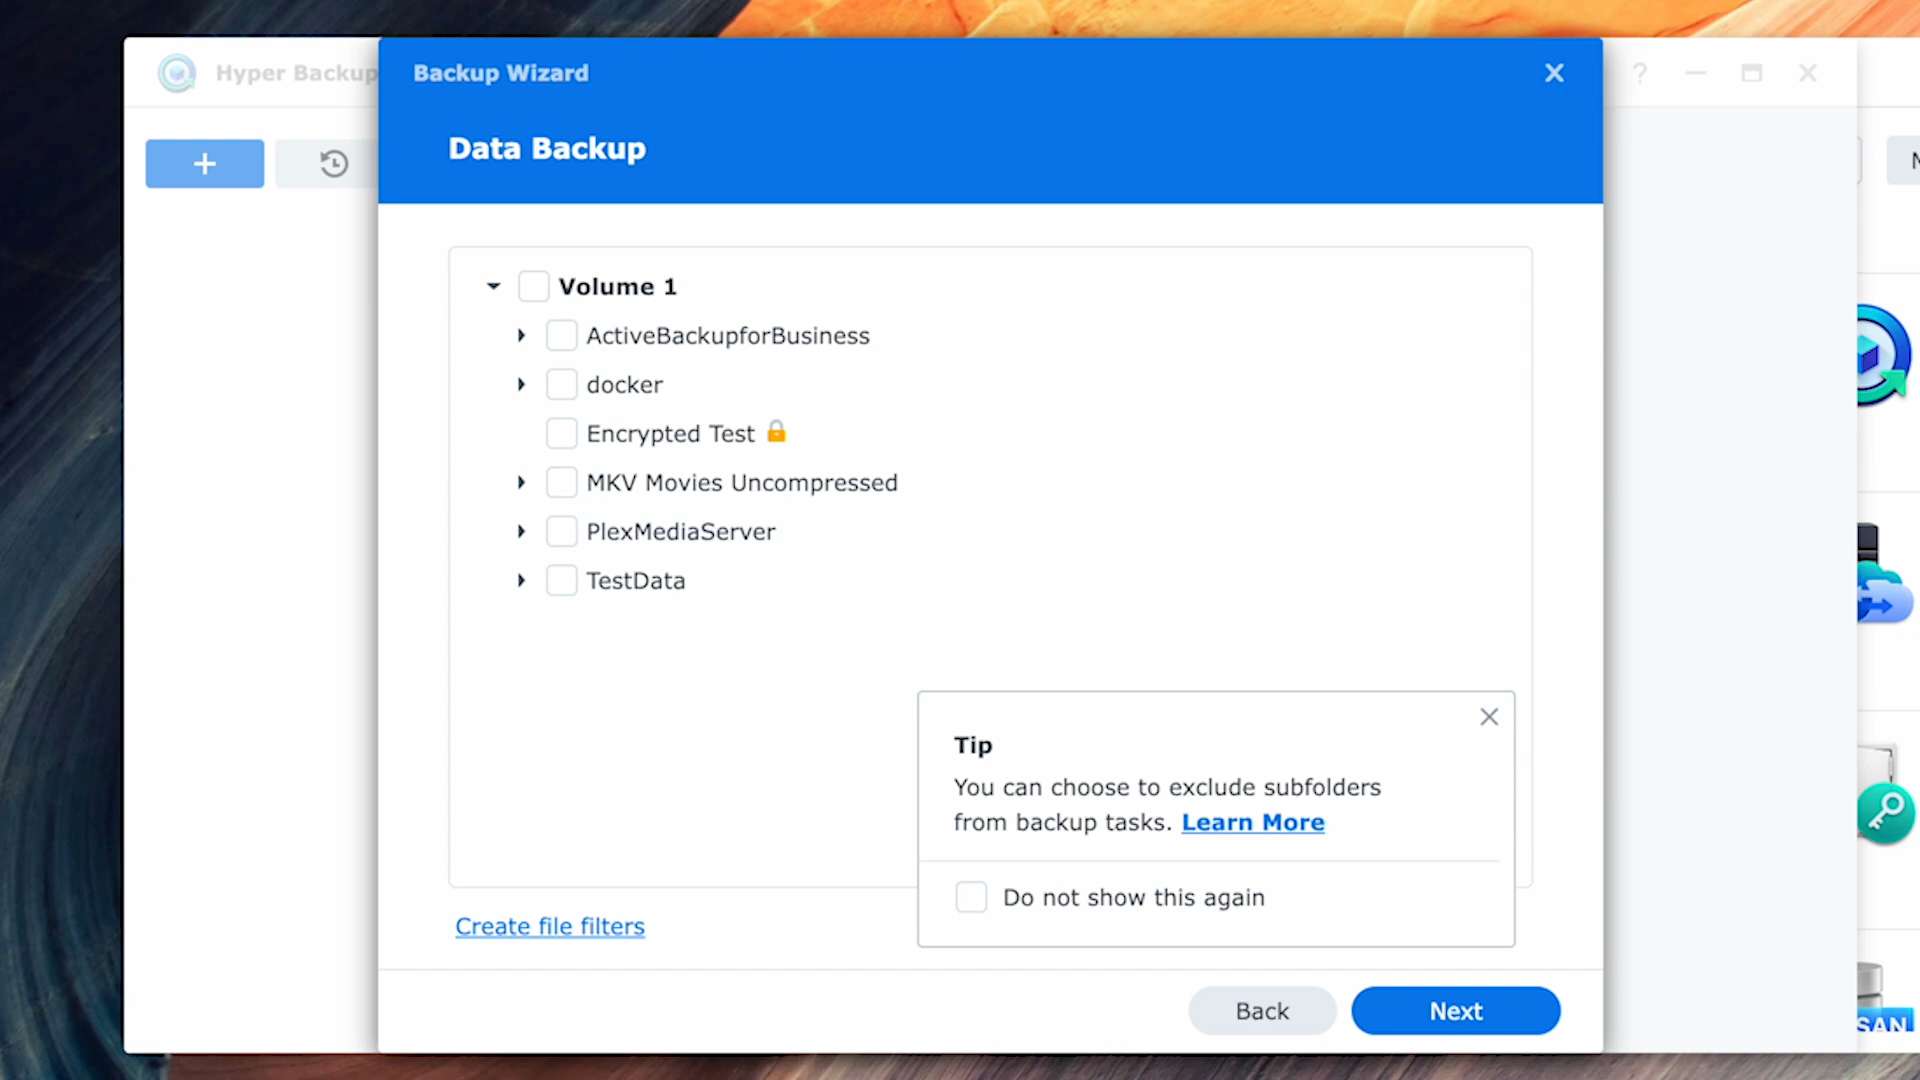 Hyper Backup
Backup Wizard
Data Backup
Volume 1
ActiveBackupforBusiness
docker
Encrypted Test
MKV Movies Uncompressed
PlexMediaServer
TestData
Tip
You can choose to exclude subfolders
from backup tasks. Learn More
Do not show this again
Create file filters
Back
Next
SAN